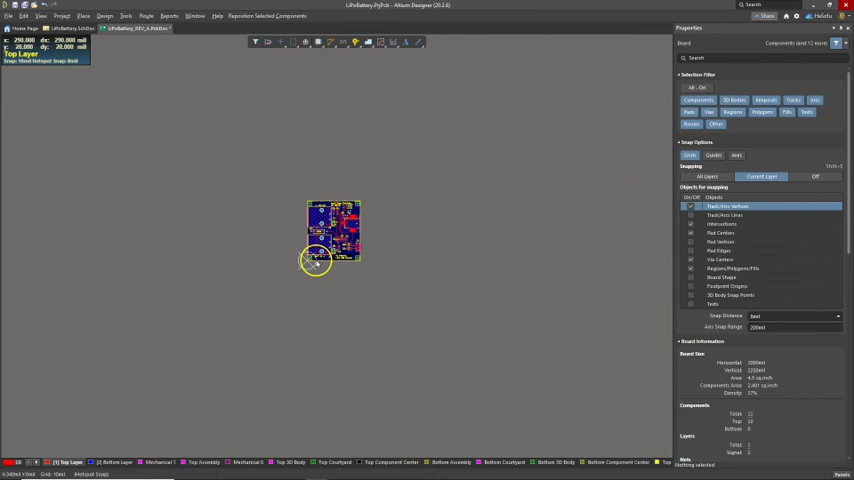 LiPoBattery.PrjPcb - Altium Designer (20.2.6)
Search
File Edit View Project Place Design Tools Route Reports Window Help Reposition Selected Components
Share HaSofu
Home Page LiPoBattery.SchDoc LiPoBattery_REV_A.PcbDoc *
x: 290.000 dx: 290.000 mil
y: 20.000 dy: 20.000 mil
Top Layer
Snap: 10mil Hotspot Snap: 8mil
Properties
Board Components (and 12 more)
Search
Selection Filter
All - On
Components 3D Bodies Keepouts Tracks Arcs
Pads Vias Regions Polygons Fills Texts
Rooms Other
Snap Options
Grids Guides Axes
Snapping Shift+E
All Layers Current Layer Off
Objects for snapping
On/Off Objects
Track/Arcs Vertices
Track/Arcs Lines
Intersections
Pad Centers
Pad Vertices
Pad Edges
Via Centers
Regions/Polygons/Fills
Board Shape
Footprint Origins
3D Body Snap Points
Texts
Snap Distance 8mil
Axis Snap Range 200mil
Board Information
Board Size
Horizontal: 2000mil
Vertical: 2250mil
Area: 4.5 sq.inch
Components Area: 2.401 sq.inch
Density: 27%
Components
Total: 22
Top: 22
Bottom: 0
Layers
Total: 2
Signal: 2
Nets
Nothing selected
LS [1] Top Layer [2] Bottom Layer Mechanical 1 Top Assembly Mechanical 6 Top 3D Body Top Courtyard Top Component Center Bottom Assembly Bottom Courtyard Bottom 3D Body Bottom Component Center Top
X:340mil Y:0mil Grid: 10mil (Hotspot Snap)
Panels